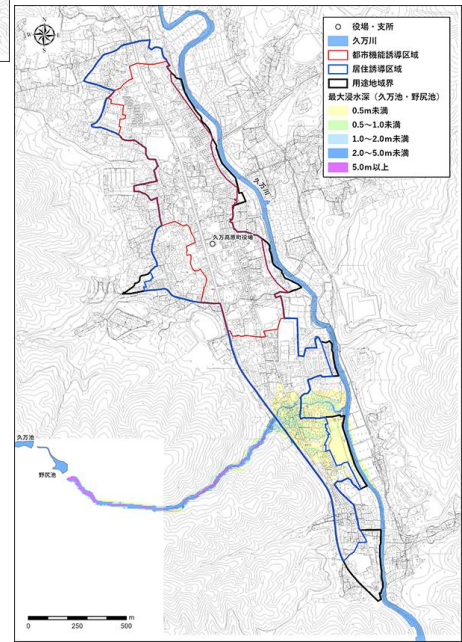 N
W
E
S
役場・支所
久万川
都市機能誘導区域
居住誘導区域
用途地域界
最大浸水深（久万池・野尻池）
0.5m未満
0.5～1.0未満
1.0～2.0m未満
2.0～5.0m未満
5.0m以上
久万川
久万高原町役場
久万池
野尻池
0 250 500 m